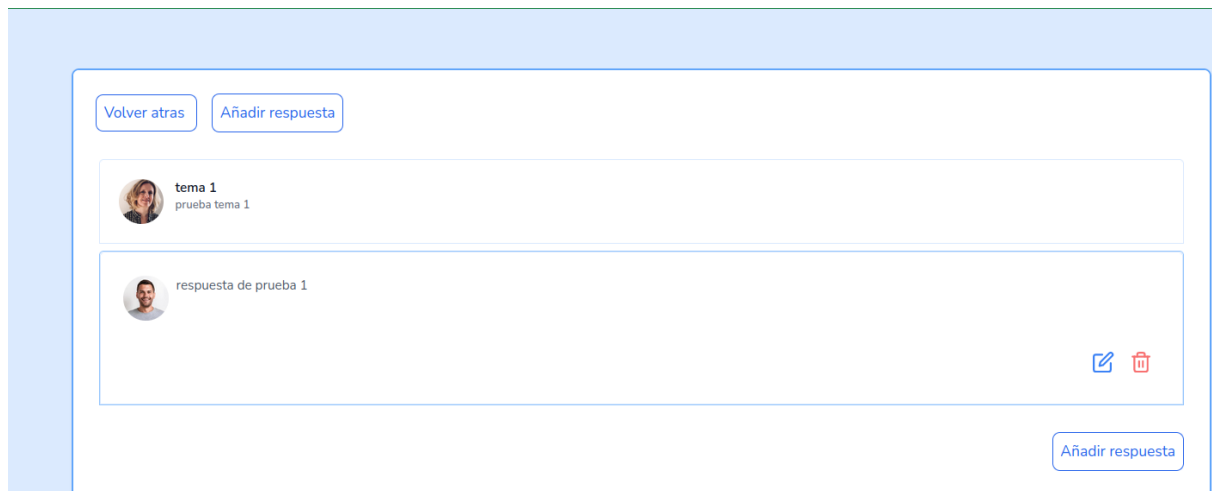 Volver atras
Añadir respuesta
tema 1
prueba tema 1
respuesta de prueba 1
Añadir respuesta